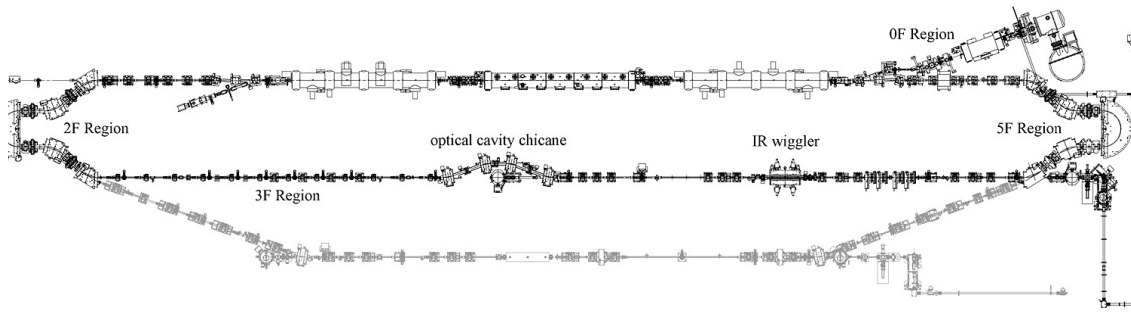 0F Region
2F Region
5F Region
optical cavity chicane
IR wiggler
3F Region